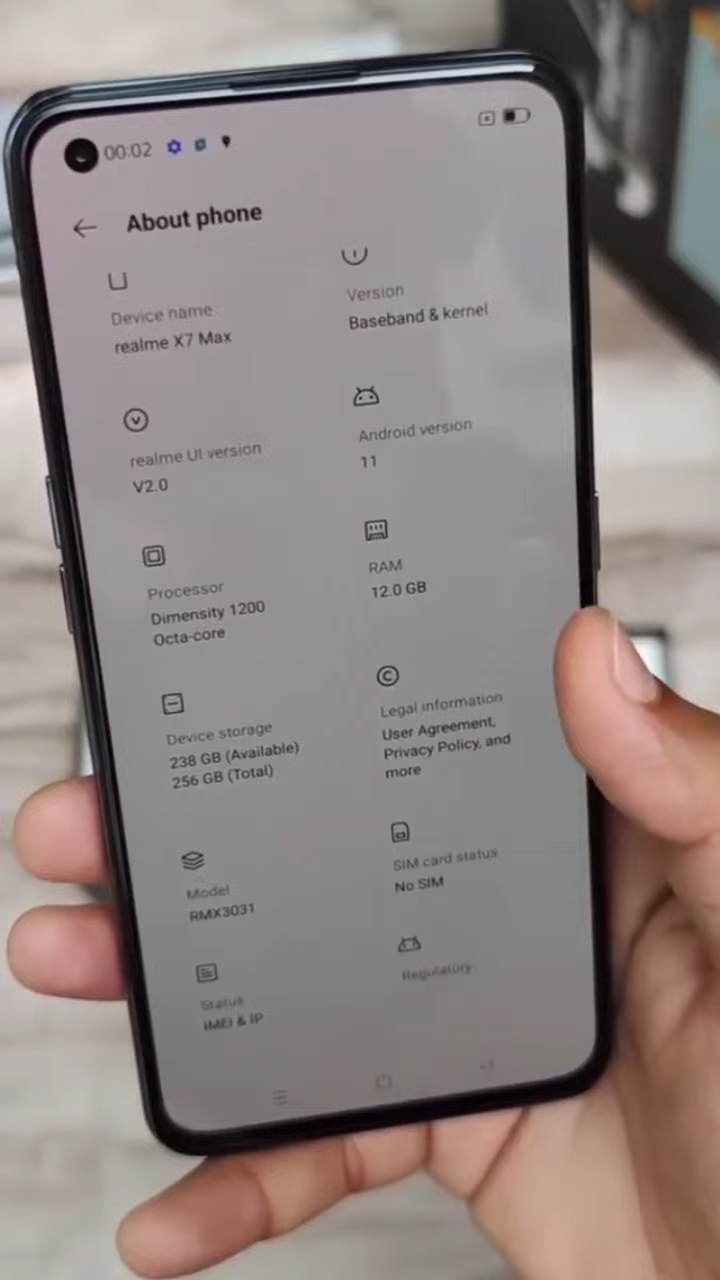 00:02
About phone
Device name
realme X7 Max
Version
Baseband & kernel
realme UI version
V2.0
Android version
11
Processor
Dimensity 1200
Octa-core
RAM
12.0 GB
Device storage
238 GB (Available)
256 GB (Total)
Legal information
User Agreement,
Privacy Policy, and
more
Model
RMX3031
SIM card status
No SIM
Status
IMEI & IP
Regulatory